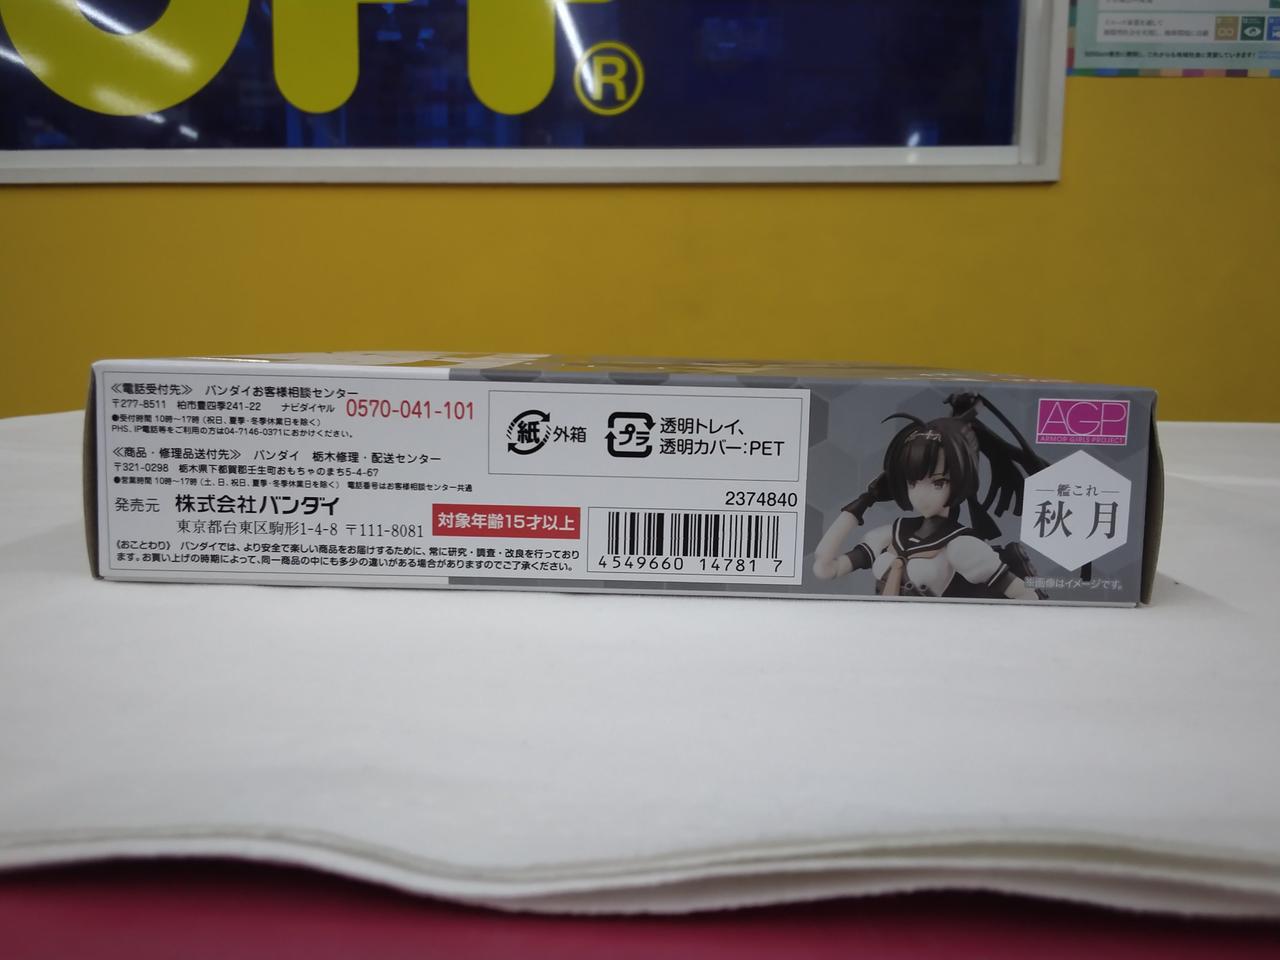 OFF
®
≪電話受付先≫ バンダイお客様相談センター
〒277-8511 柏市豊四季241-22 ナビダイヤル 0570-041-101
●受付時間 10時〜17時(祝日、夏季・冬季休業日を除く)
PHS、IP電話等をご利用の方は04-7146-0371におかけください。
≪商品・修理品送付先≫ バンダイ 栃木修理・配送センター
〒321-0298 栃木県下都賀郡壬生町おもちゃのまち5-4-67
●営業時間 10時〜17時(土、日、祝日、夏季・冬季休業日を除く) 電話番号はお客様相談センター共通
発売元 株式会社バンダイ
東京都台東区駒形1-4-8 〒111-8081
対象年齢15才以上
《おことわり》 バンダイでは、より安全で楽しい商品をお届けするために、常に研究・調査・改良を行っており
ます。お買い上げの時期によって、同一商品の中にも多少の違いがある場合がありますのでご了承ください。
紙 外箱
プラ 透明トレイ、
透明カバー:PET
2374840
4549660 14781 7
AGP
ARMOR GIRLS PROJECT
艦これ
秋月
※画像はイメージです。